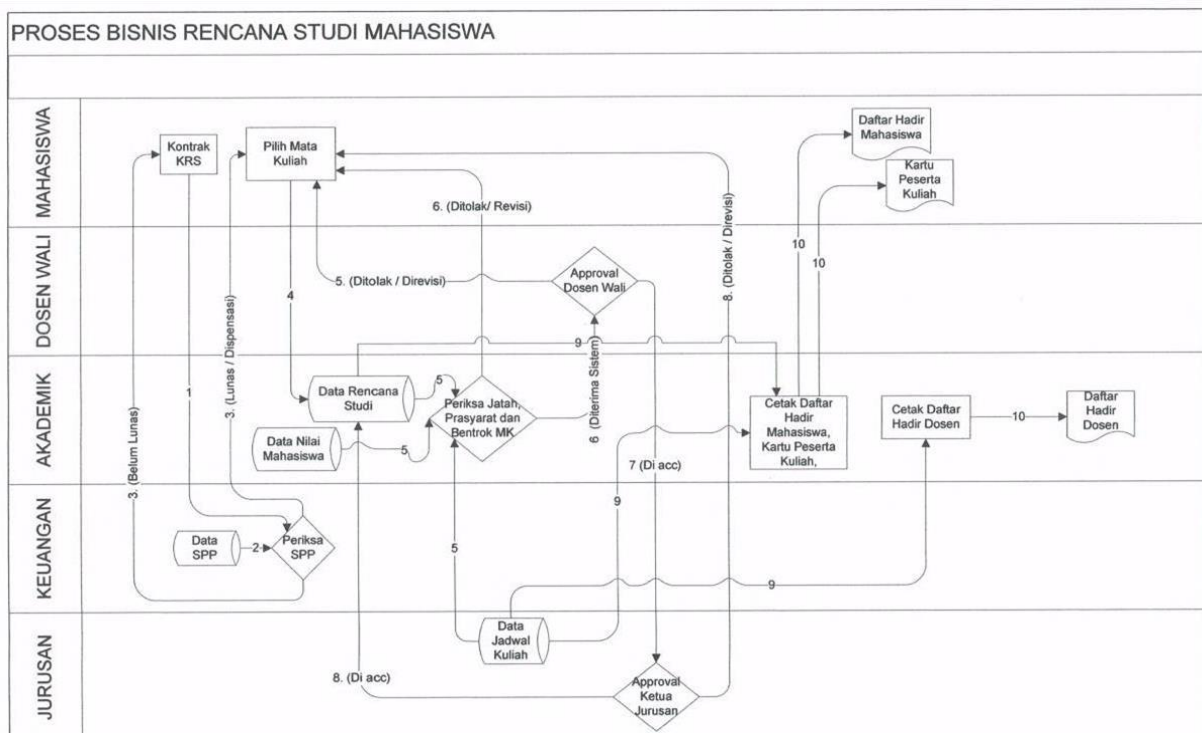 PROSES BISNIS RENCANA STUDI MAHASISWA
MAHASISWA
Kontrak
KRS
Pilih Mata
Kuliah
Daftar Hadir
Mahasiswa
Kartu
Peserta
Kuliah
6. (Ditolak/ Revisi)
DOSEN WALI
Approval
Dosen Wali
5. (Ditolak / Direvisi)
8. (Ditolak / Direvisi)
10
10
4
3. (Lunas / Dispensasi)
9
6 (Diterima Sistem)
AKADEMIK
1
3. (Belum Lunas)
Data Rencana
Studi
5
Periksa Jatah,
Prasyarat dan
Bentrok MK
Data Nilai
Mahasiswa
5
7 (Di acc)
Cetak Daftar
Hadir
Mahasiswa,
Kartu Peserta
Kuliah,
Cetak Daftar
Hadir Dosen
10
Daftar
Hadir
Dosen
KEUANGAN
Data
SPP
2
Periksa
SPP
5
9
9
JURUSAN
Data
Jadwal
Kuliah
8. (Di acc)
Approval
Ketua
Jurusan